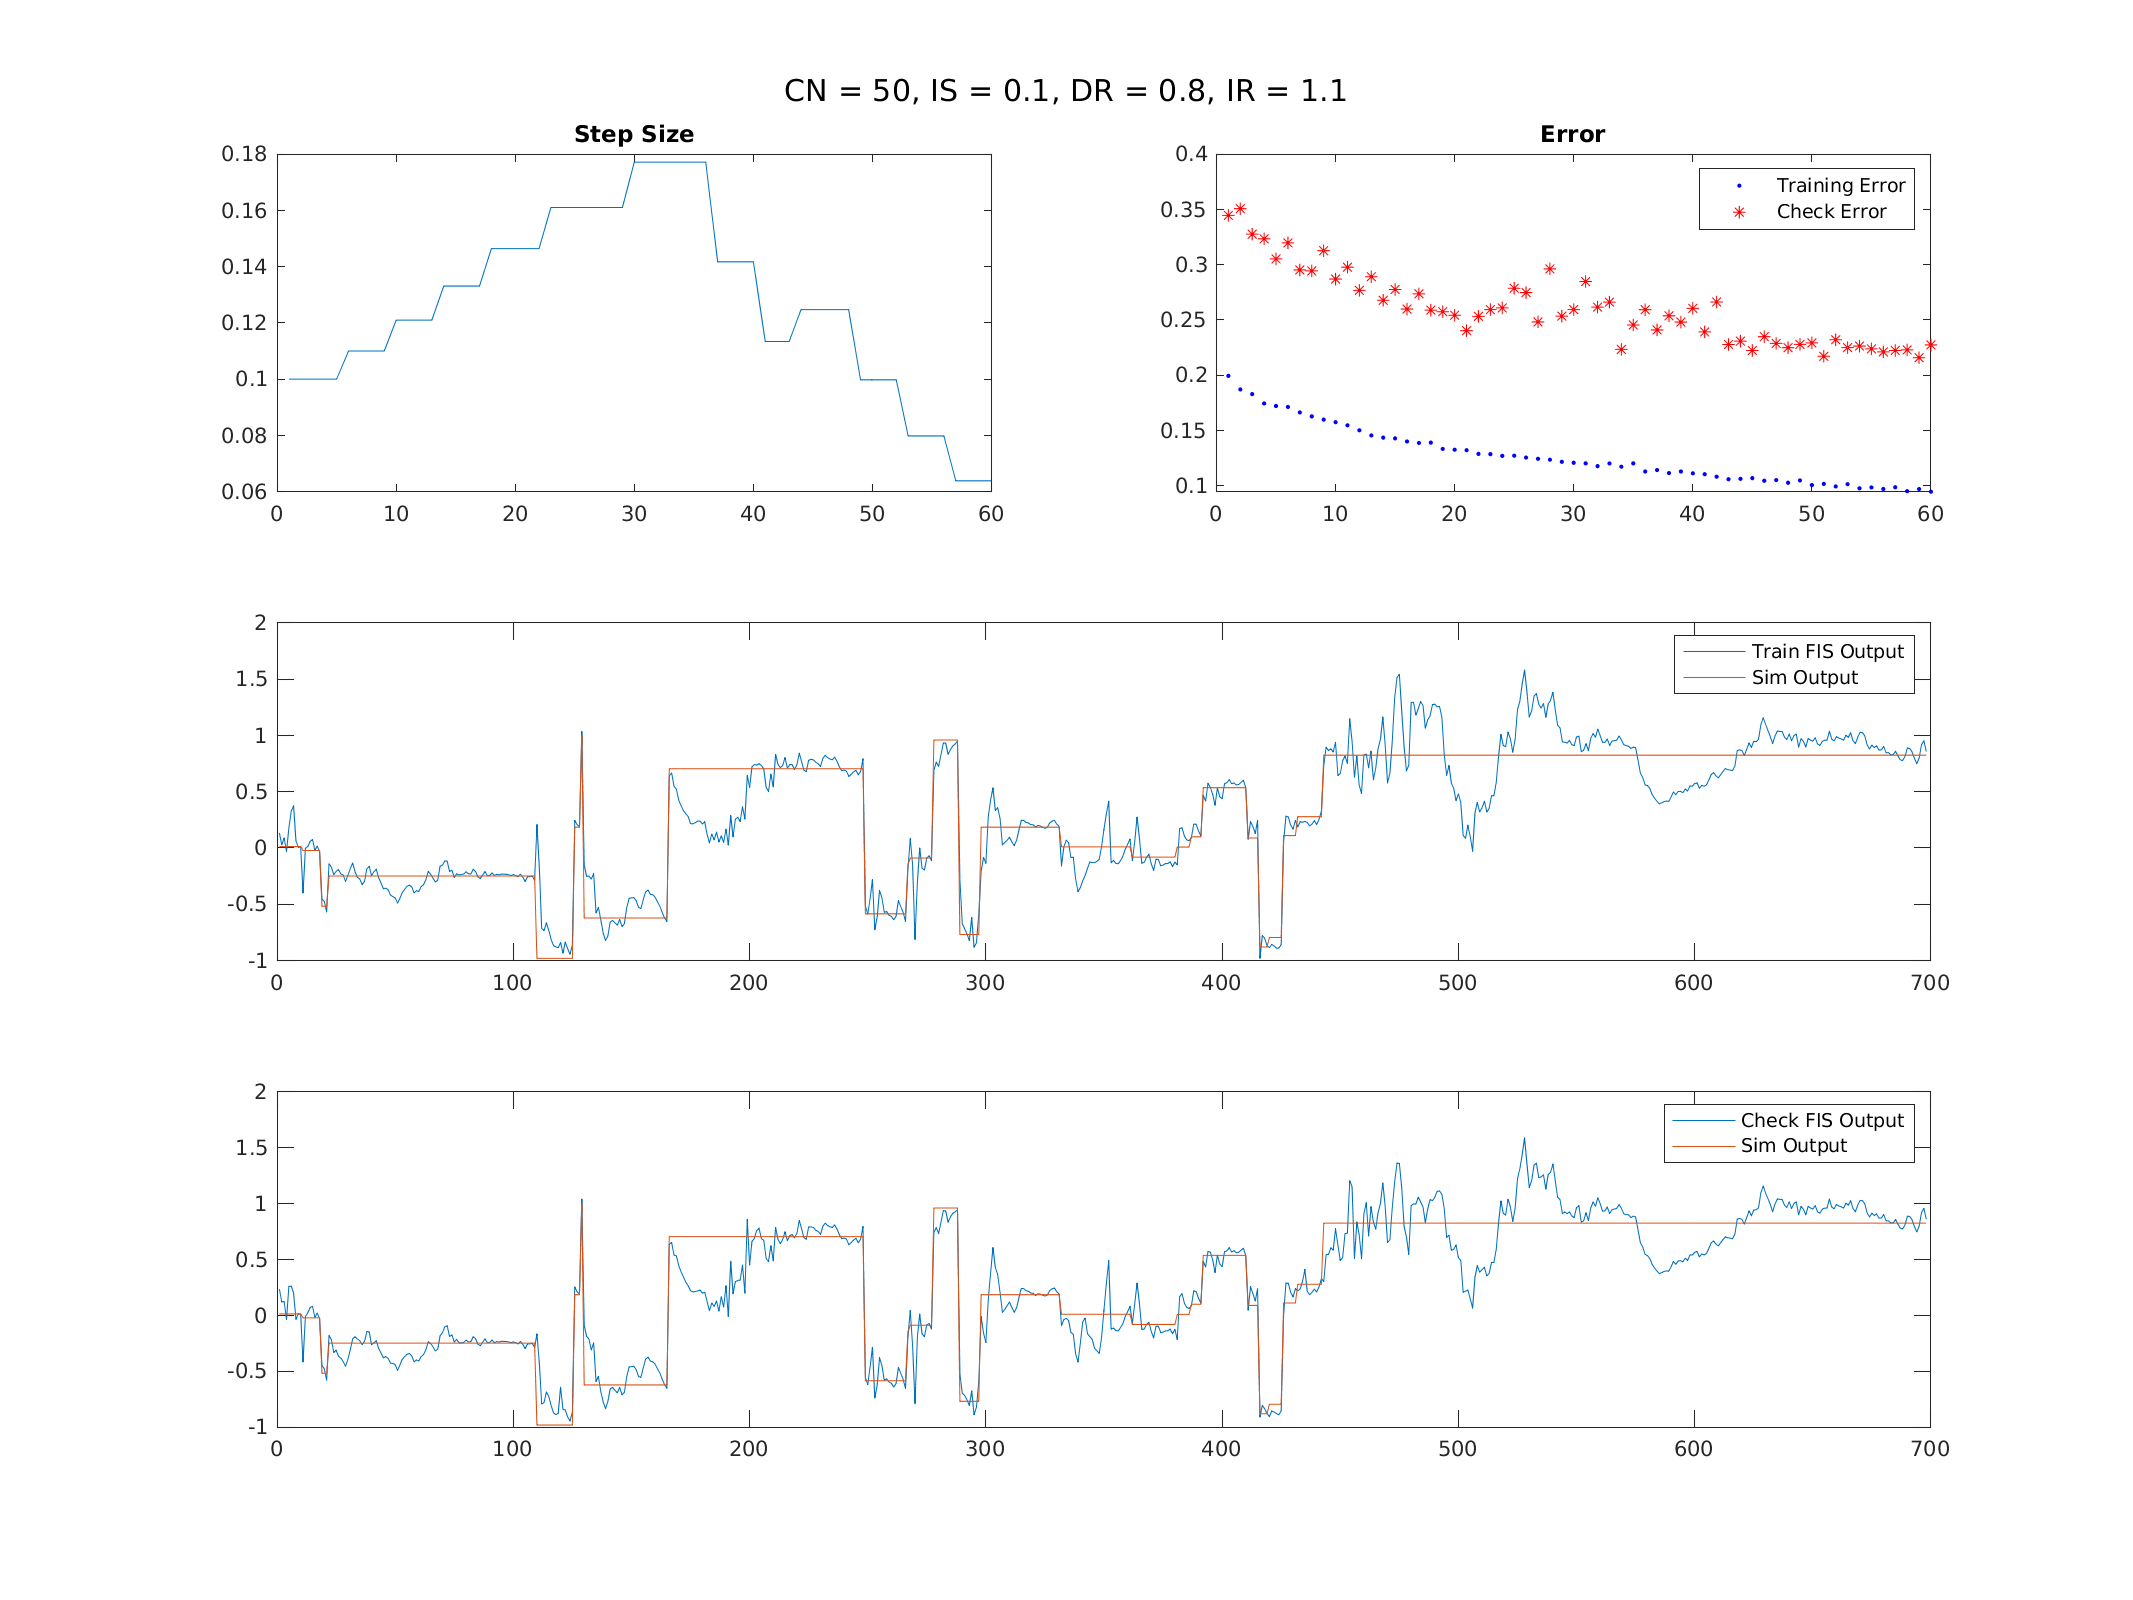 CN = 50, IS = 0.1, DR = 0.8, IR = 1.1
Step Size
0.18
0.16
0.14
0.12
0.1
0.08
0.06
0 10 20 30 40 50 60
Error
0.4
0.35
0.3
0.25
0.2
0.15
0.1
0 10 20 30 40 50 60
Training Error
Check Error
2
1.5
1
0.5
0
-0.5
-1
0 100 200 300 400 500 600 700
Train FIS Output
Sim Output
2
1.5
1
0.5
0
-0.5
-1
0 100 200 300 400 500 600 700
Check FIS Output
Sim Output